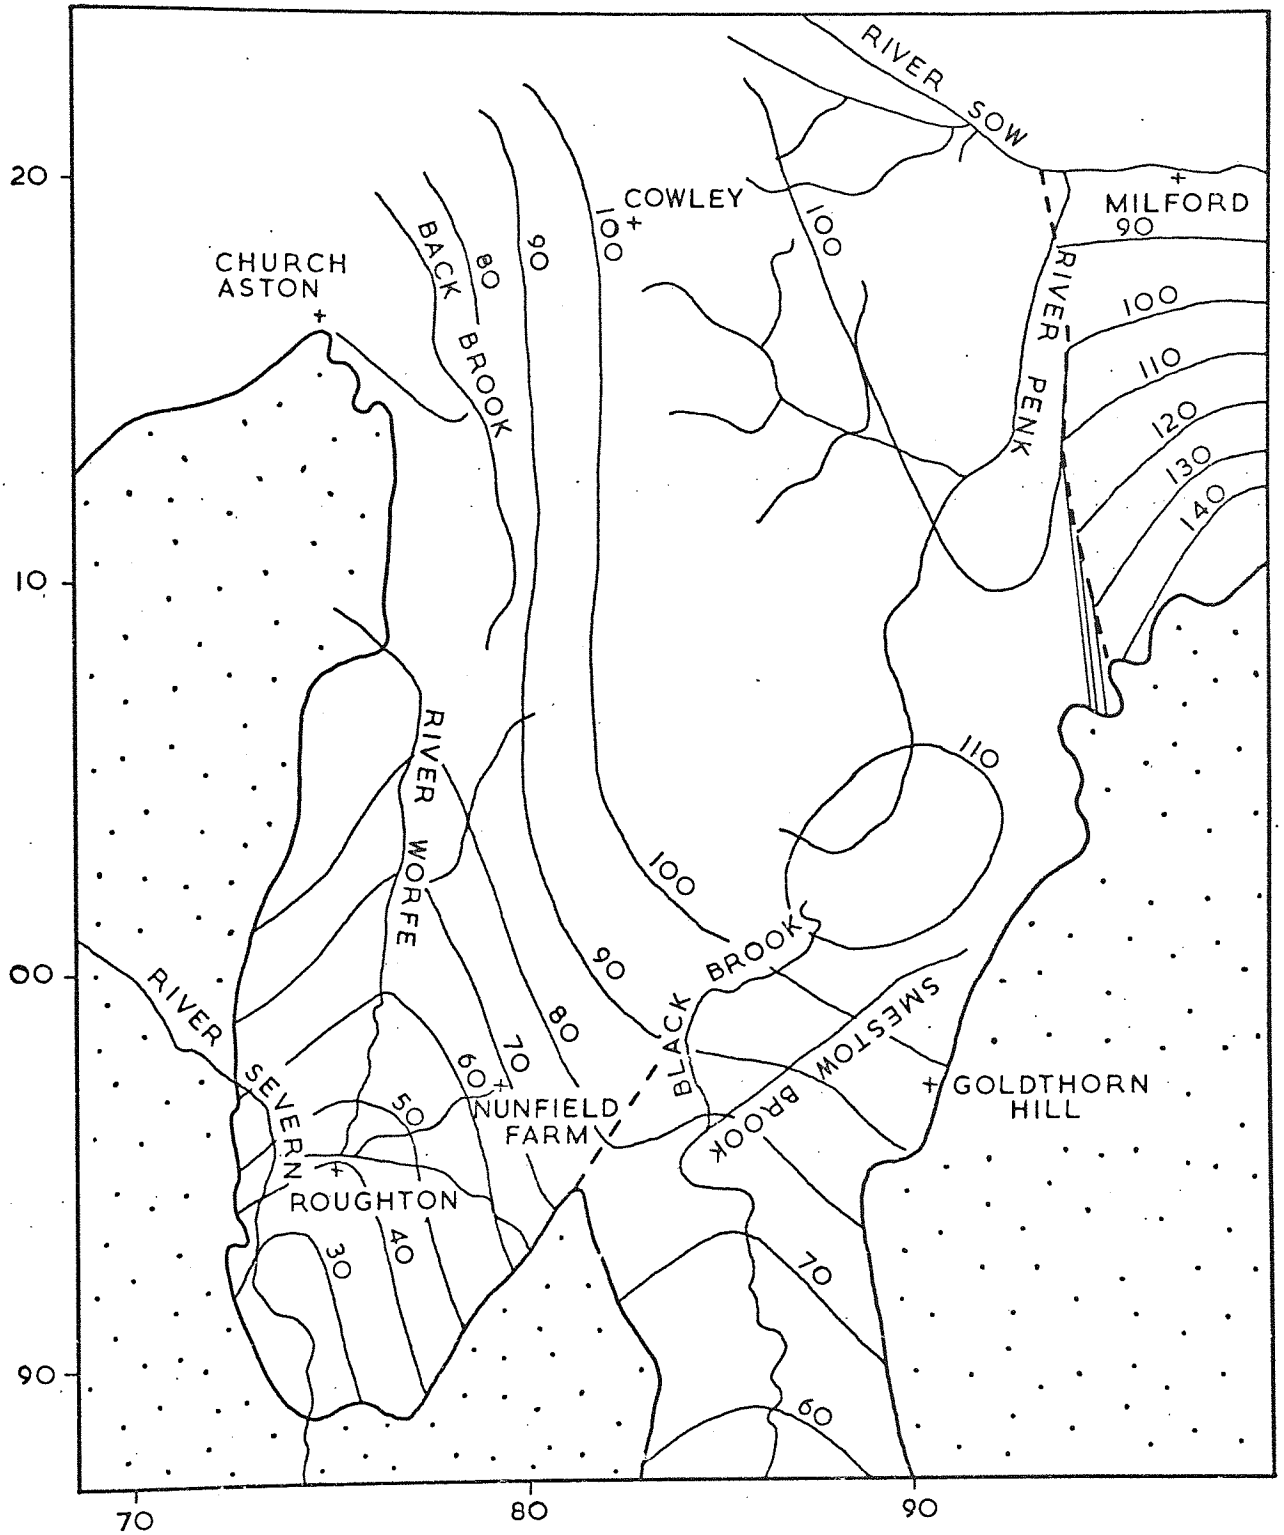 RIVER SOW
20
COWLEY
MILFORD
90
100
100
90
80
BACK BROOK
CHURCH
ASTON
RIVER PENK
100
110
120
130
140
10
RIVER WORFE
110
100
90
80
70
60
50
40
30
00
RIVER SEVERN
BLACK BROOK
SMESTOW BROOK
GOLDTHORN
HILL
NUNFIELD
FARM
ROUGHTON
70
60
90
70
80
90